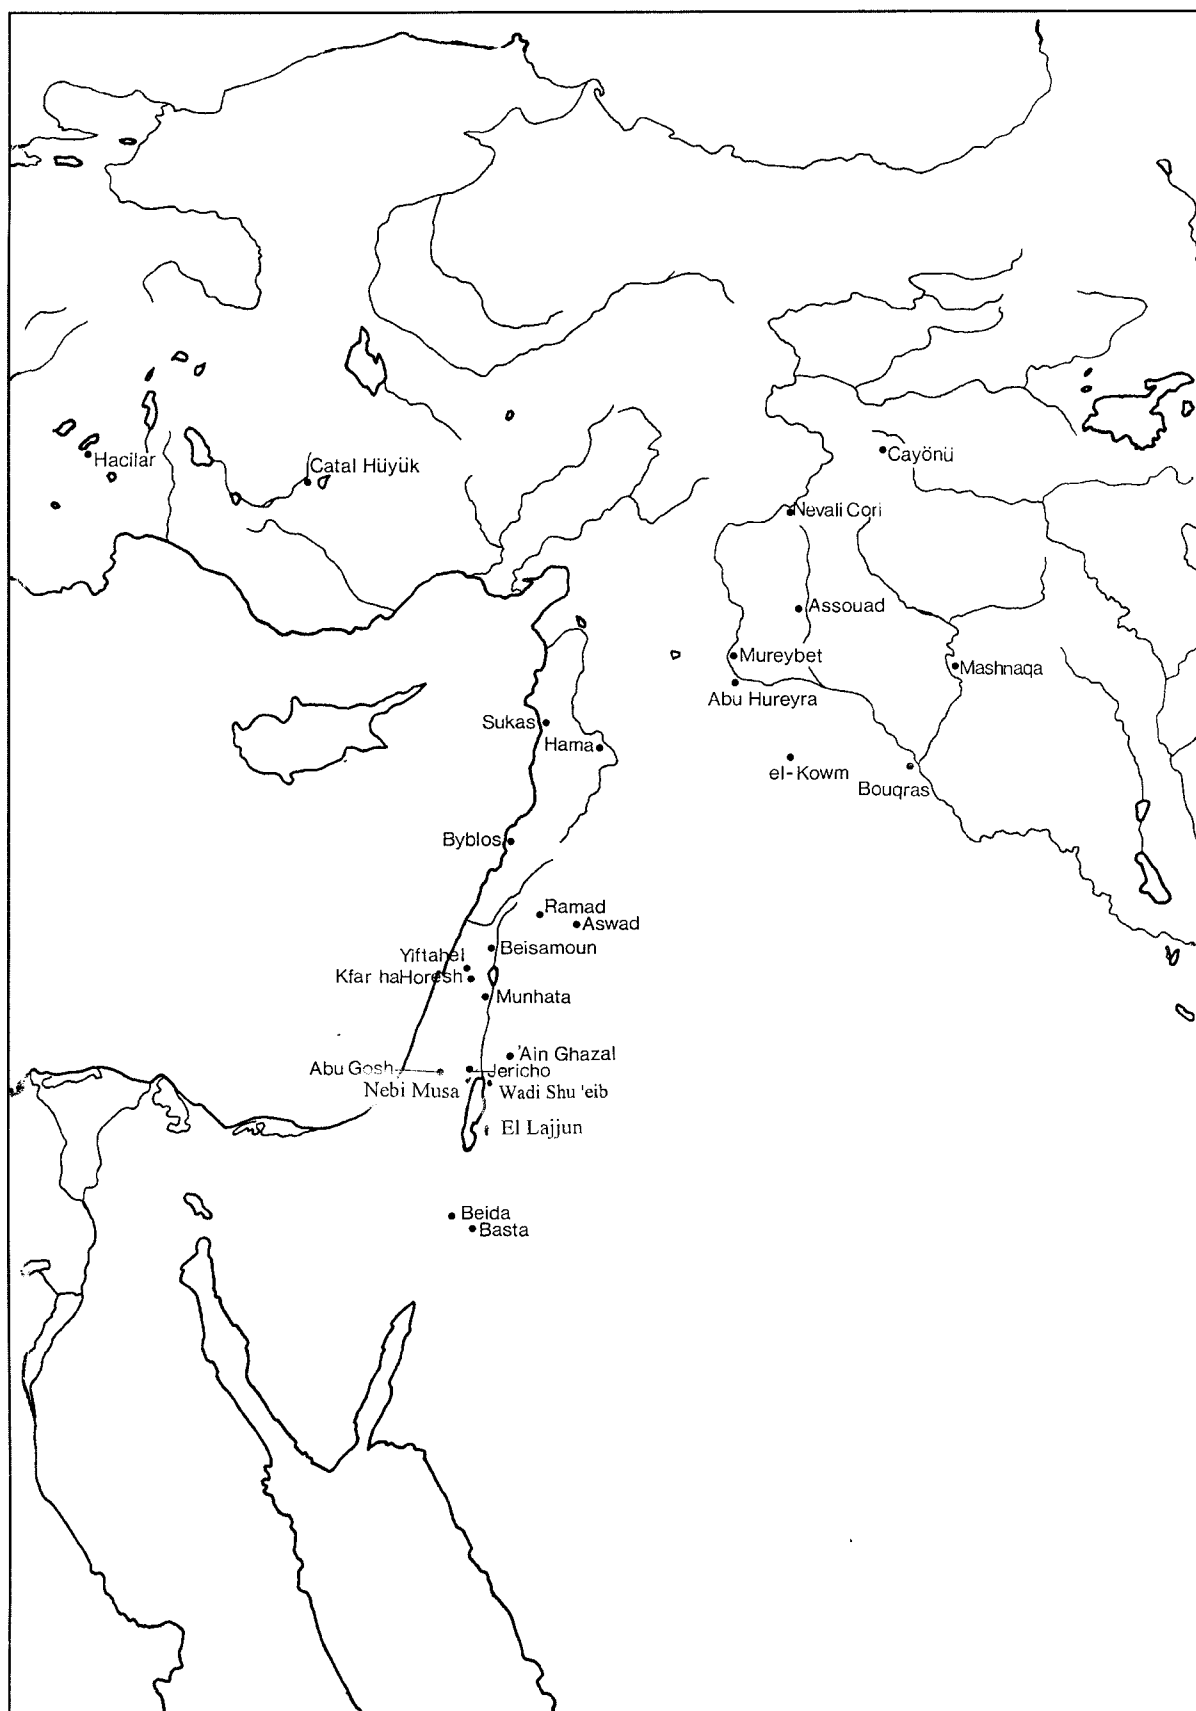 Hacilar
Catal Hüyük
Cayönü
Nevali Cori
Assouad
Mureybet
Mashnaqa
Abu Hureyra
Sukas
Hama
el-Kowm
Bouqras
Byblos
Ramad
Aswad
Beisamoun
Yiftahel
Kfar haHoresh
Munhata
'Ain Ghazal
Abu Gosh
Jericho
Nebi Musa
Wadi Shu 'eib
El Lajjun
Beida
Basta